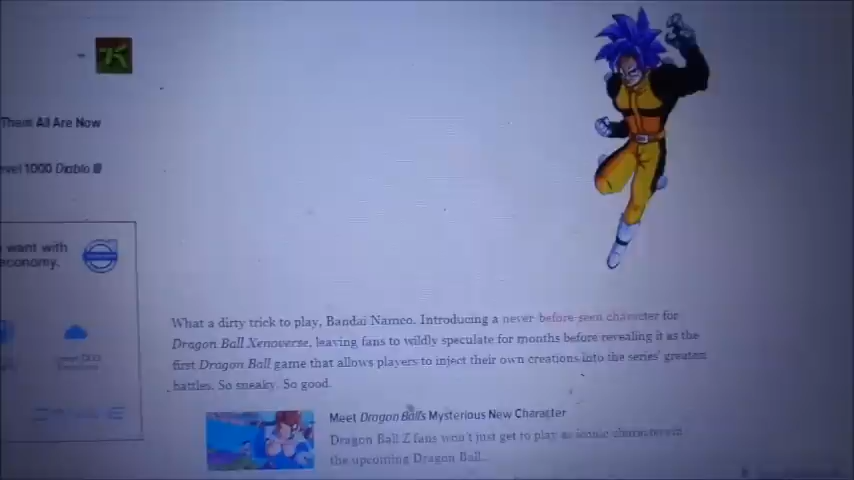 Them All Are Now
evel 1000 Diablo III
want with
economy.
What a dirty trick to play, Bandai Namco. Introducing a never before seen character for
Dragon Ball Xenoverse, leaving fans to wildly speculate for months before revealing it as the
first Dragon Ball game that allows players to inject their own creations into the series' greatest
battles. So sneaky. So good.
Meet Dragon Ball's Mysterious New Character
Dragon Ball Z fans won't just get to play as iconic characters in
the upcoming Dragon Ball...